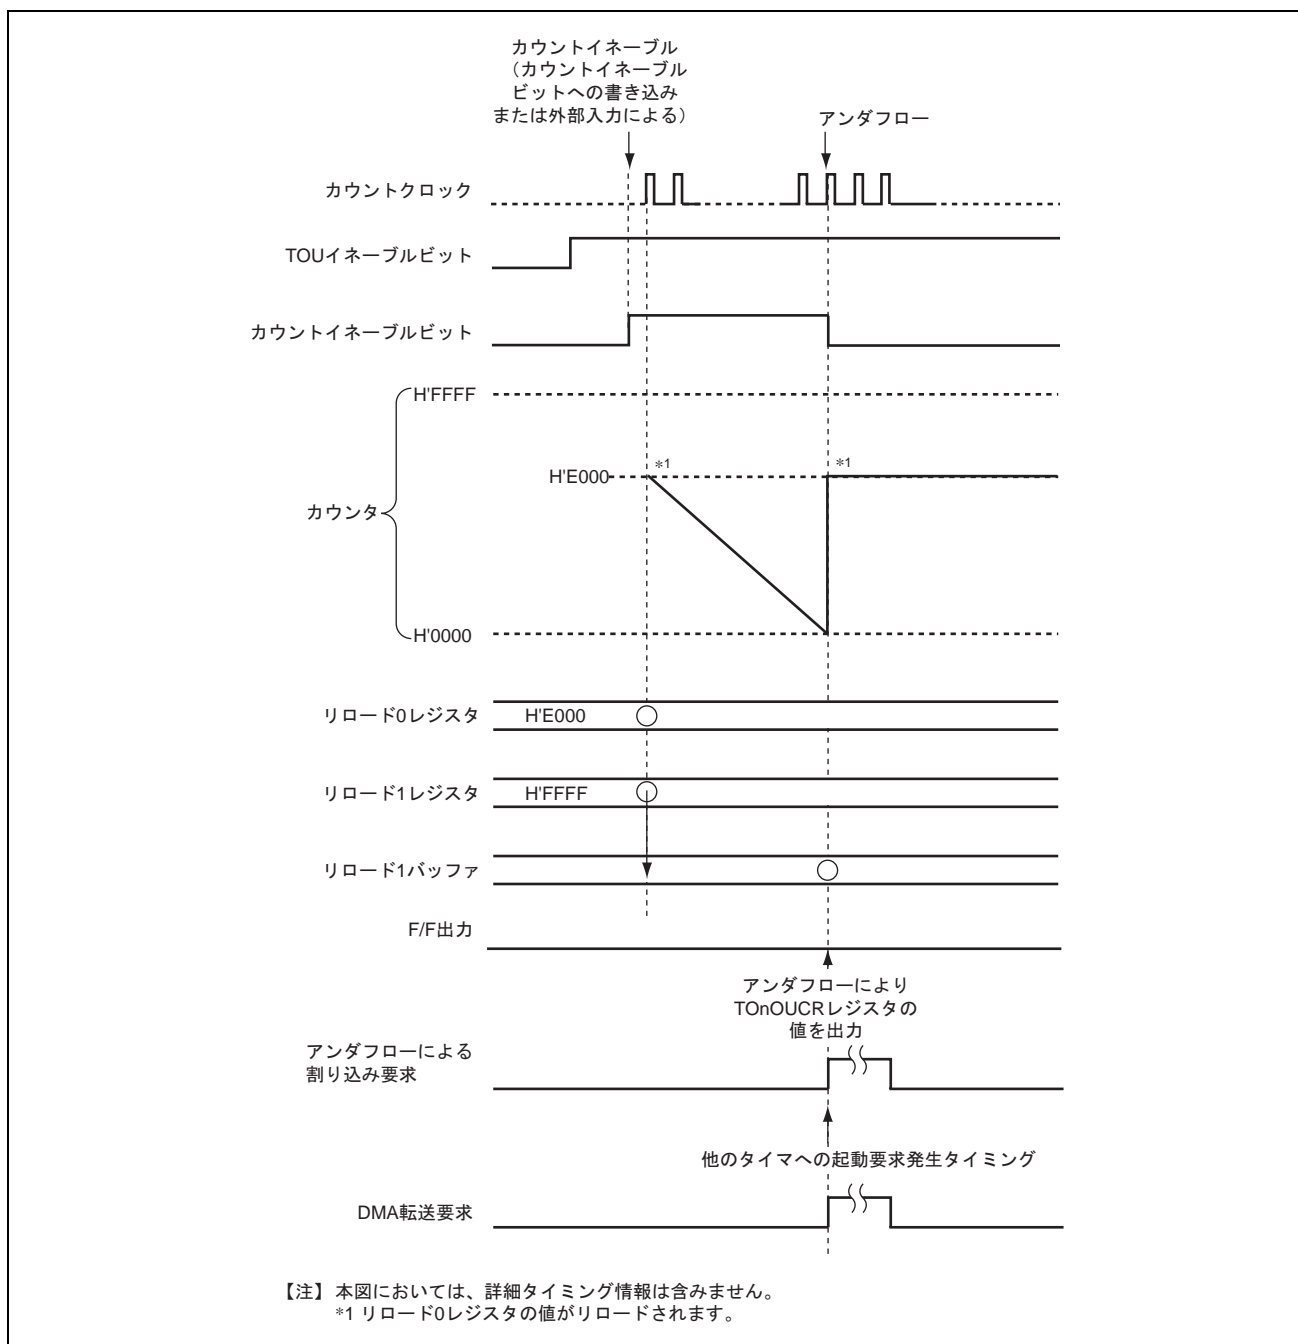 カウントイネーブル
（カウントイネーブル
ビットへの書き込み
または外部入力による）
アンダフロー
カウントクロック
TOUイネーブルビット
カウントイネーブルビット
H'FFFF
H'E000
*1
*1
カウンタ
H'0000
リロード0レジスタ
H'E000
リロード1レジスタ
H'FFFF
リロード1バッファ
F/F出力
アンダフローにより
TOnOUCRレジスタの
値を出力
アンダフローによる
割り込み要求
他のタイマへの起動要求発生タイミング
DMA転送要求
【注】 本図においては、詳細タイミング情報は含みません。
*1 リロード0レジスタの値がリロードされます。